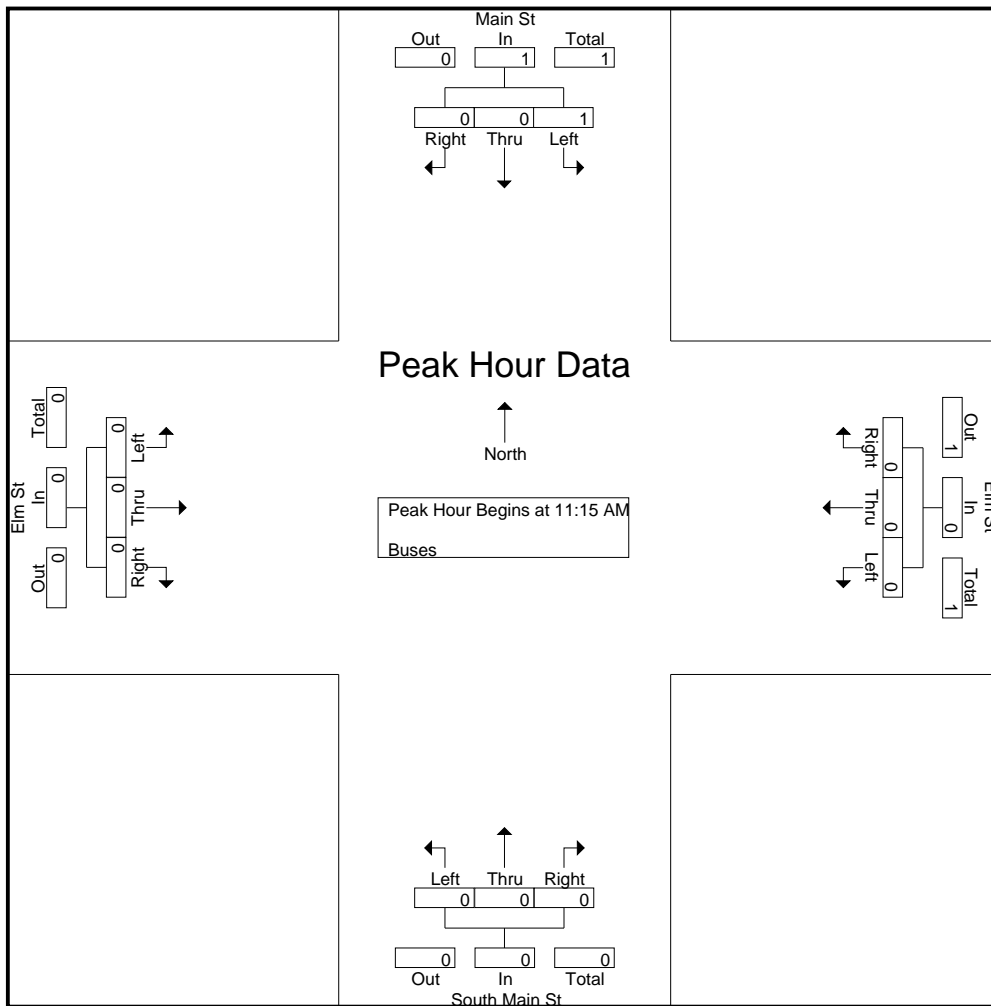 Main St
Out In Total
0 1 1
0 0 1
Right Thru Left
Peak Hour Data
North
Peak Hour Begins at 11:15 AM
Buses
Elm St
Total In Out
0 0 0
0 0 0
Left Thru Right
Right Thru Left
0 0 0
Out In Total
1 0 1
Elm St
Left Thru Right
0 0 0
0 0 0
Out In Total
South Main St